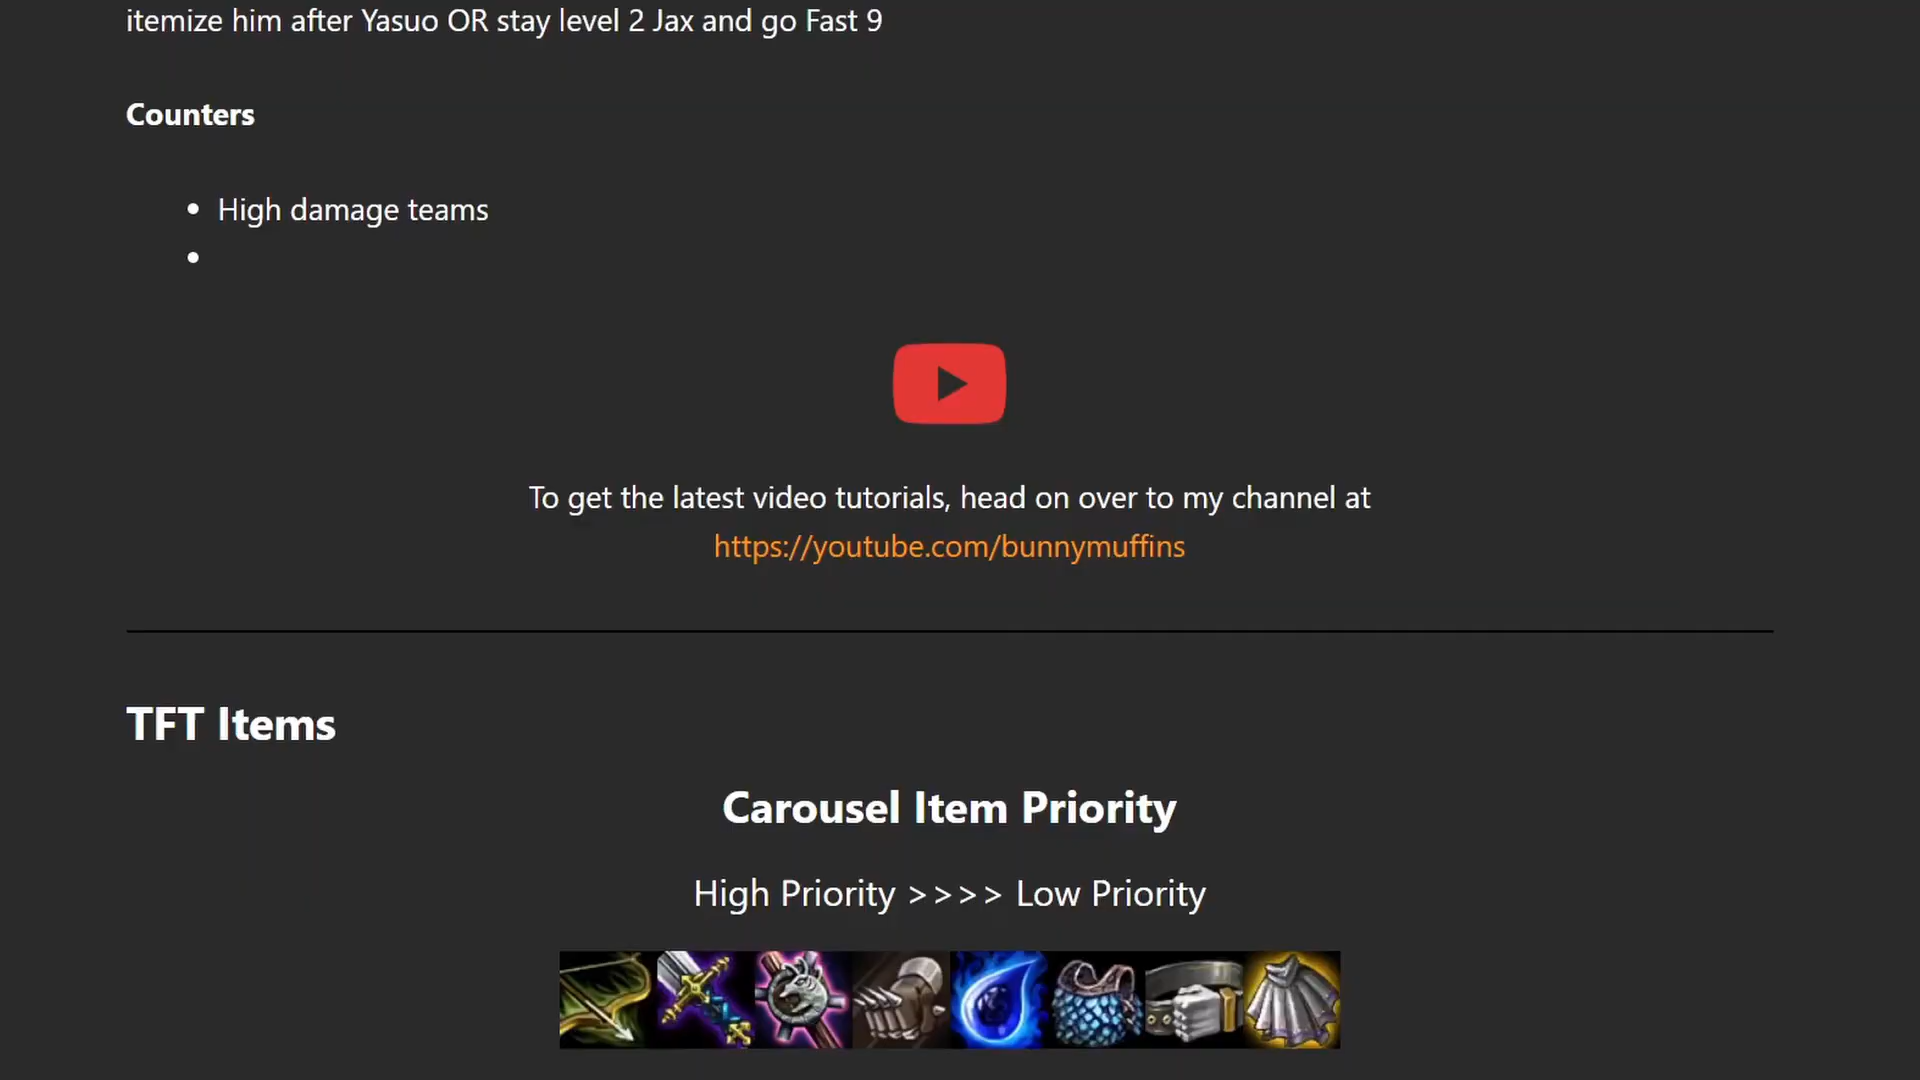 itemize him after Yasuo OR stay level 2 Jax and go Fast 9
Counters
High damage teams
To get the latest video tutorials, head on over to my channel at
https://youtube.com/bunnymuffins
TFT Items
Carousel Item Priority
High Priority >>>> Low Priority